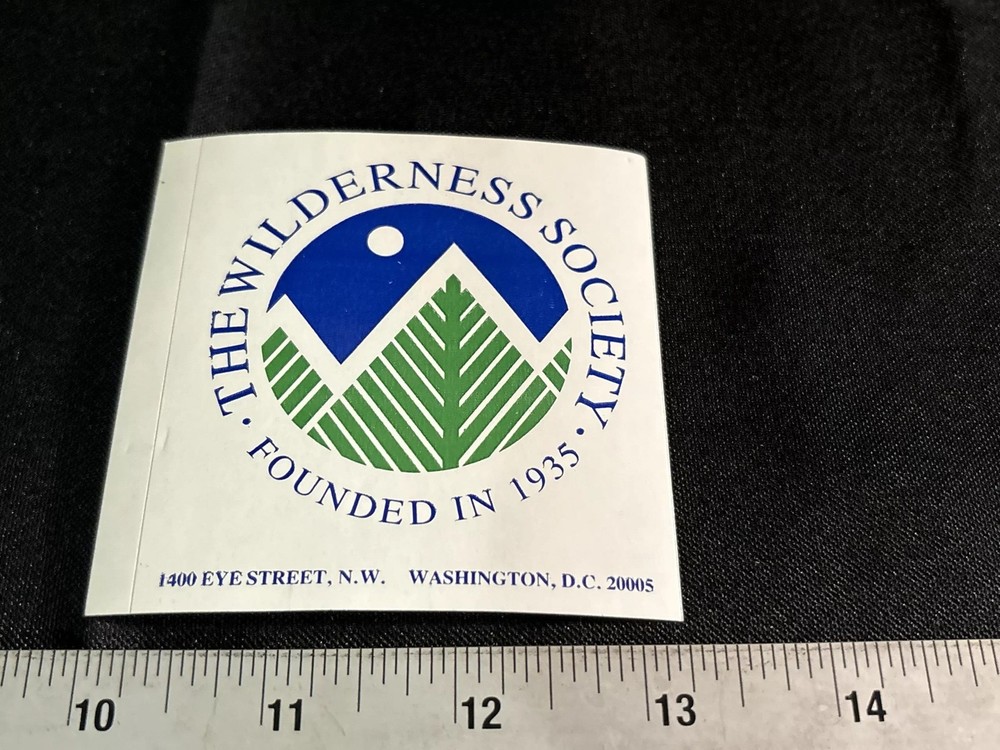 · THE WILDERNESS SOCIETY ·
FOUNDED IN 1935
1400 EYE STREET, N.W. WASHINGTON, D.C. 20005
10 11 12 13 14